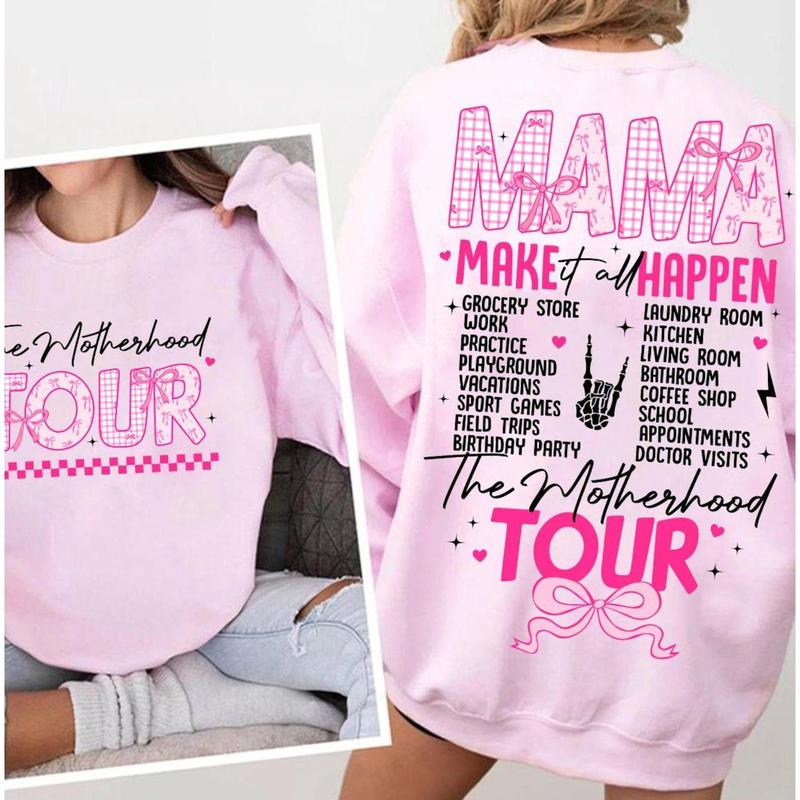 The Motherhood
TOUR
MAMA
MAKE it all HAPPEN
GROCERY STORE
WORK
PRACTICE
PLAYGROUND
VACATIONS
SPORT GAMES
FIELD TRIPS
BIRTHDAY PARTY
LAUNDRY ROOM
KITCHEN
LIVING ROOM
BATHROOM
COFFEE SHOP
SCHOOL
APPOINTMENTS
DOCTOR VISITS
The Motherhood
TOUR